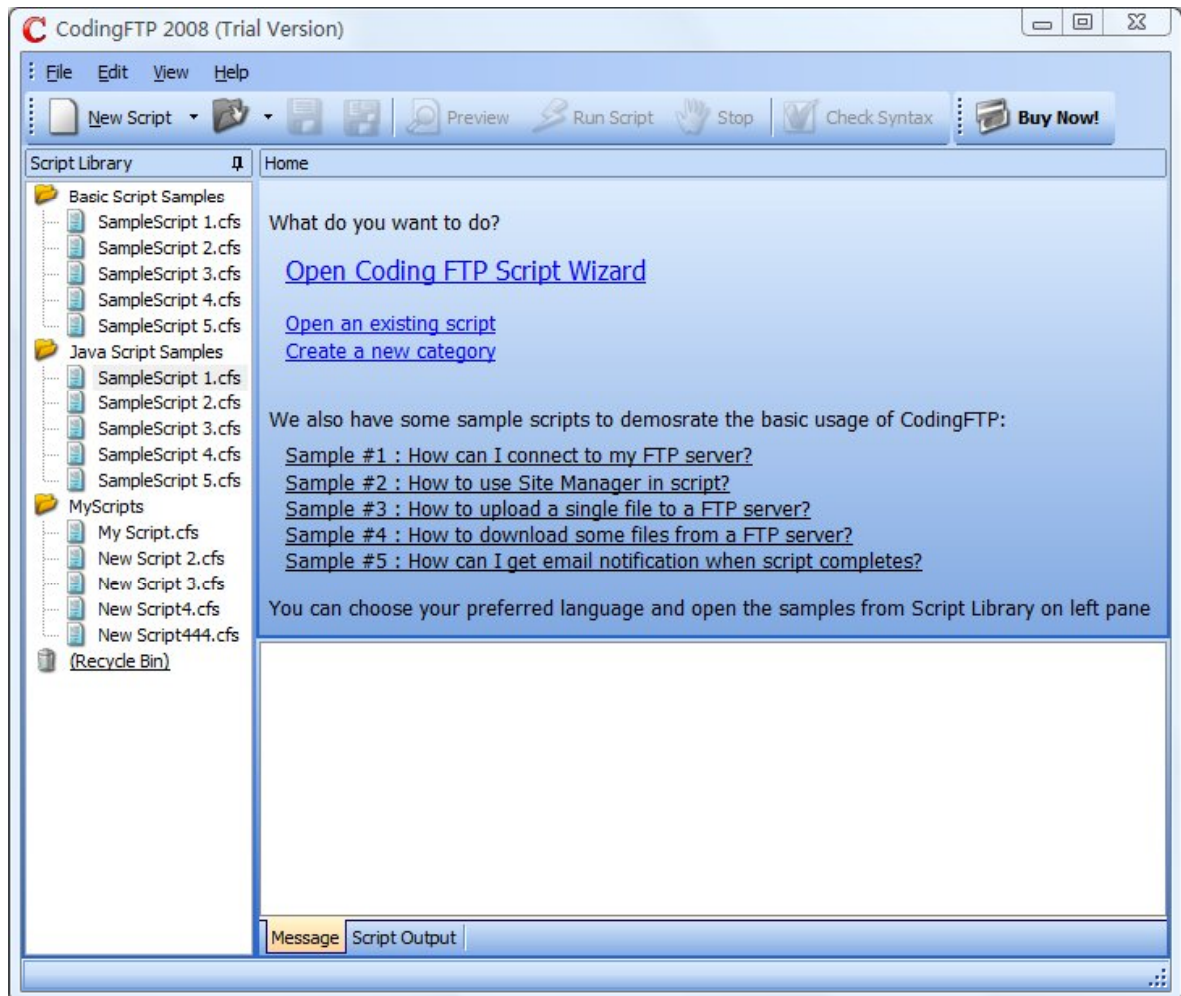 CodingFTP 2008 (Trial Version)
File Edit View Help
New Script Preview Run Script Stop Check Syntax Buy Now!
Script Library
Basic Script Samples
SampleScript 1.cfs
SampleScript 2.cfs
SampleScript 3.cfs
SampleScript 4.cfs
SampleScript 5.cfs
Java Script Samples
SampleScript 1.cfs
SampleScript 2.cfs
SampleScript 3.cfs
SampleScript 4.cfs
SampleScript 5.cfs
MyScripts
My Script.cfs
New Script 2.cfs
New Script 3.cfs
New Script4.cfs
New Script444.cfs
(Recycle Bin)
Home
What do you want to do?
Open Coding FTP Script Wizard
Open an existing script
Create a new category
We also have some sample scripts to demosrate the basic usage of CodingFTP:
Sample #1 : How can I connect to my FTP server?
Sample #2 : How to use Site Manager in script?
Sample #3 : How to upload a single file to a FTP server?
Sample #4 : How to download some files from a FTP server?
Sample #5 : How can I get email notification when script completes?
You can choose your preferred language and open the samples from Script Library on left pane
Message Script Output